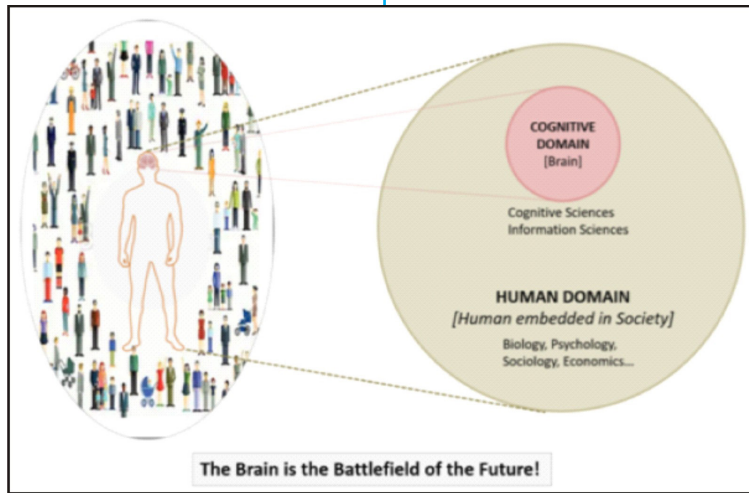 COGNITIVE
DOMAIN
[Brain]
Cognitive Sciences
Information Sciences
HUMAN DOMAIN
[Human embedded in Society]
Biology, Psychology,
Sociology, Economics...
The Brain is the Battlefield of the Future!